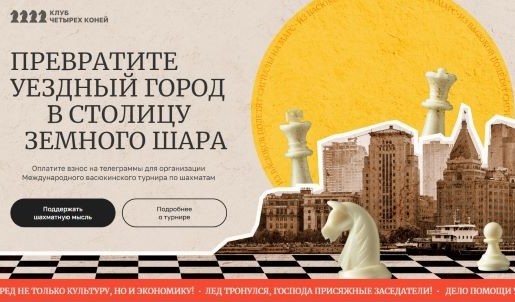 КЛУБ
ЧЕТЫРЕХ КОНЕЙ
ПРЕВРАТИТЕ
УЕЗДНЫЙ ГОРОД
В СТОЛИЦУ
ЗЕМНОГО ШАРА
Оплатите взнос на телеграммы для организации
Международного васюкинского турнира по шахматам
Поддержать
шахматную мысль
Подробнее
о турнире
РЕД НЕ ТОЛЬКО КУЛЬТУРУ, НО И ЭКОНОМИКУ! · ЛЕД ТРОНУЛСЯ, ГОСПОДА ПРИСЯЖНЫЕ ЗАСЕДАТЕЛИ! · ДЕЛО ПОМОЩИ